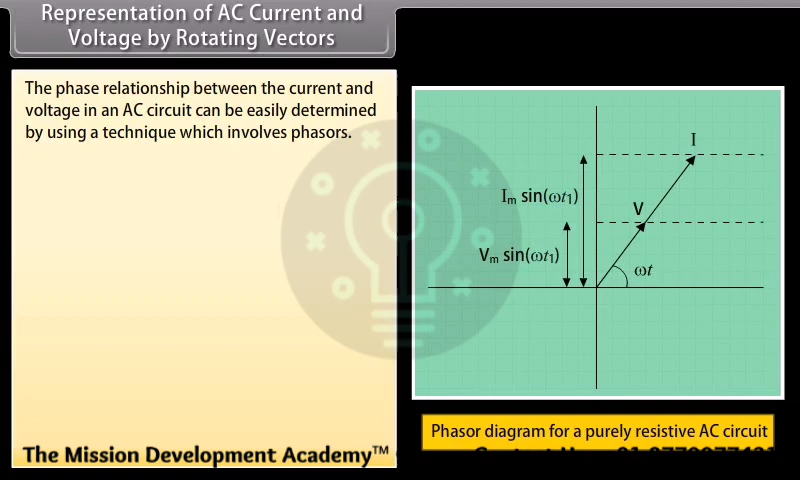 Representation of AC Current and
Voltage by Rotating Vectors
The phase relationship between the current and
voltage in an AC circuit can be easily determined
by using a technique which involves phasors.
I
Im sin(ωt1)
V
Vm sin(ωt1)
ωt
Phasor diagram for a purely resistive AC circuit
The Mission Development Academy™